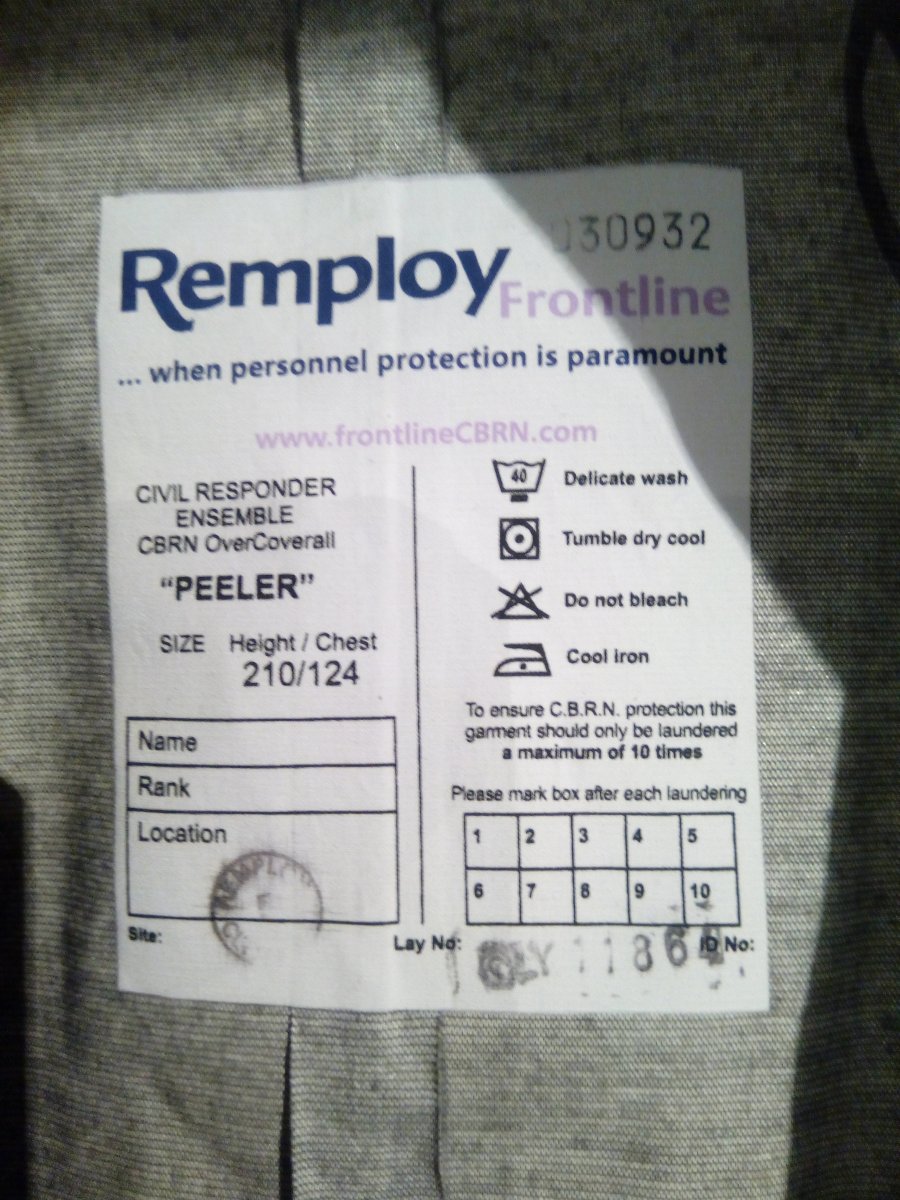 30932
Remploy Frontline
... when personnel protection is paramount
www.frontlineCBRN.com
CIVIL RESPONDER
ENSEMBLE
CBRN OverCoverall
“PEELER”
SIZE Height / Chest
210/124
Name
Rank
Location
REMPLOY
Site:
40 Delicate wash
Tumble dry cool
Do not bleach
Cool iron
To ensure C.B.R.N. protection this
garment should only be laundered
a maximum of 10 times
Please mark box after each laundering
1 2 3 4 5
6 7 8 9 10
Lay No: ID No: